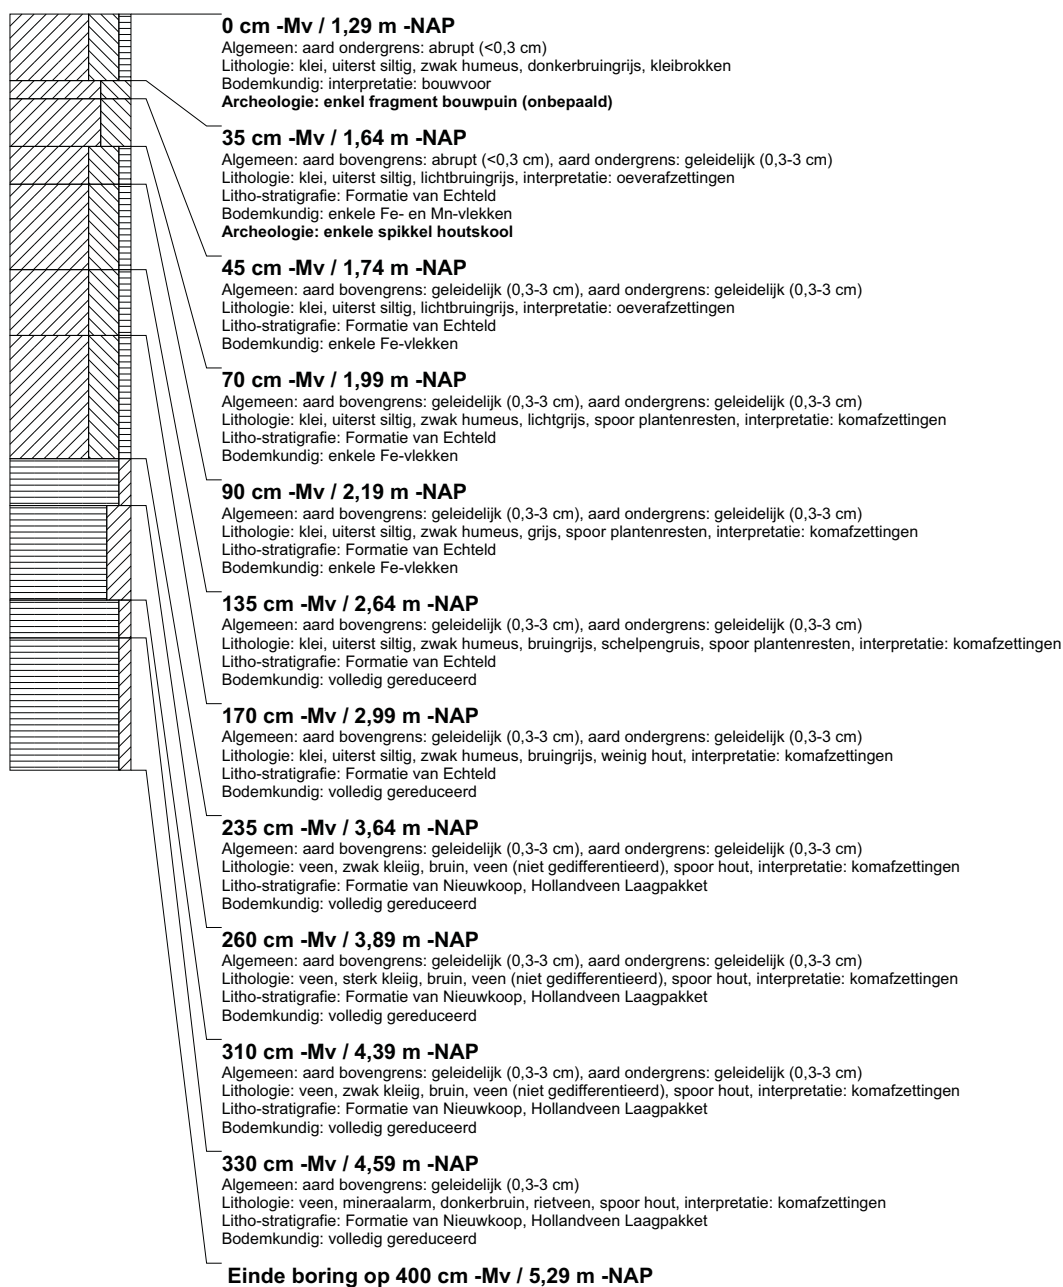 0 cm -Mv / 1,29 m -NAP
Algemeen: aard ondergrens: abrupt (<0,3 cm)
Lithologie: klei, uiterst siltig, zwak humeus, donkerbruingrijs, kleibrokken
Bodemkundig: interpretatie: bouwvoor
Archeologie: enkel fragment bouwpuin (onbepaald)
35 cm -Mv / 1,64 m -NAP
Algemeen: aard bovengrens: abrupt (<0,3 cm), aard ondergrens: geleidelijk (0,3-3 cm)
Lithologie: klei, uiterst siltig, lichtbruingrijs, interpretatie: oeverafzettingen
Litho-stratigrafie: Formatie van Echteld
Bodemkundig: enkele Fe- en Mn-vlekken
Archeologie: enkele spikkel houtskool
45 cm -Mv / 1,74 m -NAP
Algemeen: aard bovengrens: geleidelijk (0,3-3 cm), aard ondergrens: geleidelijk (0,3-3 cm)
Lithologie: klei, uiterst siltig, lichtbruingrijs, interpretatie: oeverafzettingen
Litho-stratigrafie: Formatie van Echteld
Bodemkundig: enkele Fe-vlekken
70 cm -Mv / 1,99 m -NAP
Algemeen: aard bovengrens: geleidelijk (0,3-3 cm), aard ondergrens: geleidelijk (0,3-3 cm)
Lithologie: klei, uiterst siltig, zwak humeus, lichtgrijs, spoor plantenresten, interpretatie: komafzettingen
Litho-stratigrafie: Formatie van Echteld
Bodemkundig: enkele Fe-vlekken
90 cm -Mv / 2,19 m -NAP
Algemeen: aard bovengrens: geleidelijk (0,3-3 cm), aard ondergrens: geleidelijk (0,3-3 cm)
Lithologie: klei, uiterst siltig, zwak humeus, grijs, spoor plantenresten, interpretatie: komafzettingen
Litho-stratigrafie: Formatie van Echteld
Bodemkundig: enkele Fe-vlekken
135 cm -Mv / 2,64 m -NAP
Algemeen: aard bovengrens: geleidelijk (0,3-3 cm), aard ondergrens: geleidelijk (0,3-3 cm)
Lithologie: klei, uiterst siltig, zwak humeus, bruingrijs, schelpengruis, spoor plantenresten, interpretatie: komafzettingen
Litho-stratigrafie: Formatie van Echteld
Bodemkundig: volledig gereduceerd
170 cm -Mv / 2,99 m -NAP
Algemeen: aard bovengrens: geleidelijk (0,3-3 cm), aard ondergrens: geleidelijk (0,3-3 cm)
Lithologie: klei, uiterst siltig, zwak humeus, bruingrijs, weinig hout, interpretatie: komafzettingen
Litho-stratigrafie: Formatie van Echteld
Bodemkundig: volledig gereduceerd
235 cm -Mv / 3,64 m -NAP
Algemeen: aard bovengrens: geleidelijk (0,3-3 cm), aard ondergrens: geleidelijk (0,3-3 cm)
Lithologie: veen, zwak kleiig, bruin, veen (niet gedifferentieerd), spoor hout, interpretatie: komafzettingen
Litho-stratigrafie: Formatie van Nieuwkoop, Hollandveen Laagpakket
Bodemkundig: volledig gereduceerd
260 cm -Mv / 3,89 m -NAP
Algemeen: aard bovengrens: geleidelijk (0,3-3 cm), aard ondergrens: geleidelijk (0,3-3 cm)
Lithologie: veen, sterk kleiig, bruin, veen (niet gedifferentieerd), spoor hout, interpretatie: komafzettingen
Litho-stratigrafie: Formatie van Nieuwkoop, Hollandveen Laagpakket
Bodemkundig: volledig gereduceerd
310 cm -Mv / 4,39 m -NAP
Algemeen: aard bovengrens: geleidelijk (0,3-3 cm), aard ondergrens: geleidelijk (0,3-3 cm)
Lithologie: veen, zwak kleiig, bruin, veen (niet gedifferentieerd), spoor hout, interpretatie: komafzettingen
Litho-stratigrafie: Formatie van Nieuwkoop, Hollandveen Laagpakket
Bodemkundig: volledig gereduceerd
330 cm -Mv / 4,59 m -NAP
Algemeen: aard bovengrens: geleidelijk (0,3-3 cm)
Lithologie: veen, mineraalarm, donkerbruin, rietveen, spoor hout, interpretatie: komafzettingen
Litho-stratigrafie: Formatie van Nieuwkoop, Hollandveen Laagpakket
Bodemkundig: volledig gereduceerd
Einde boring op 400 cm -Mv / 5,29 m -NAP